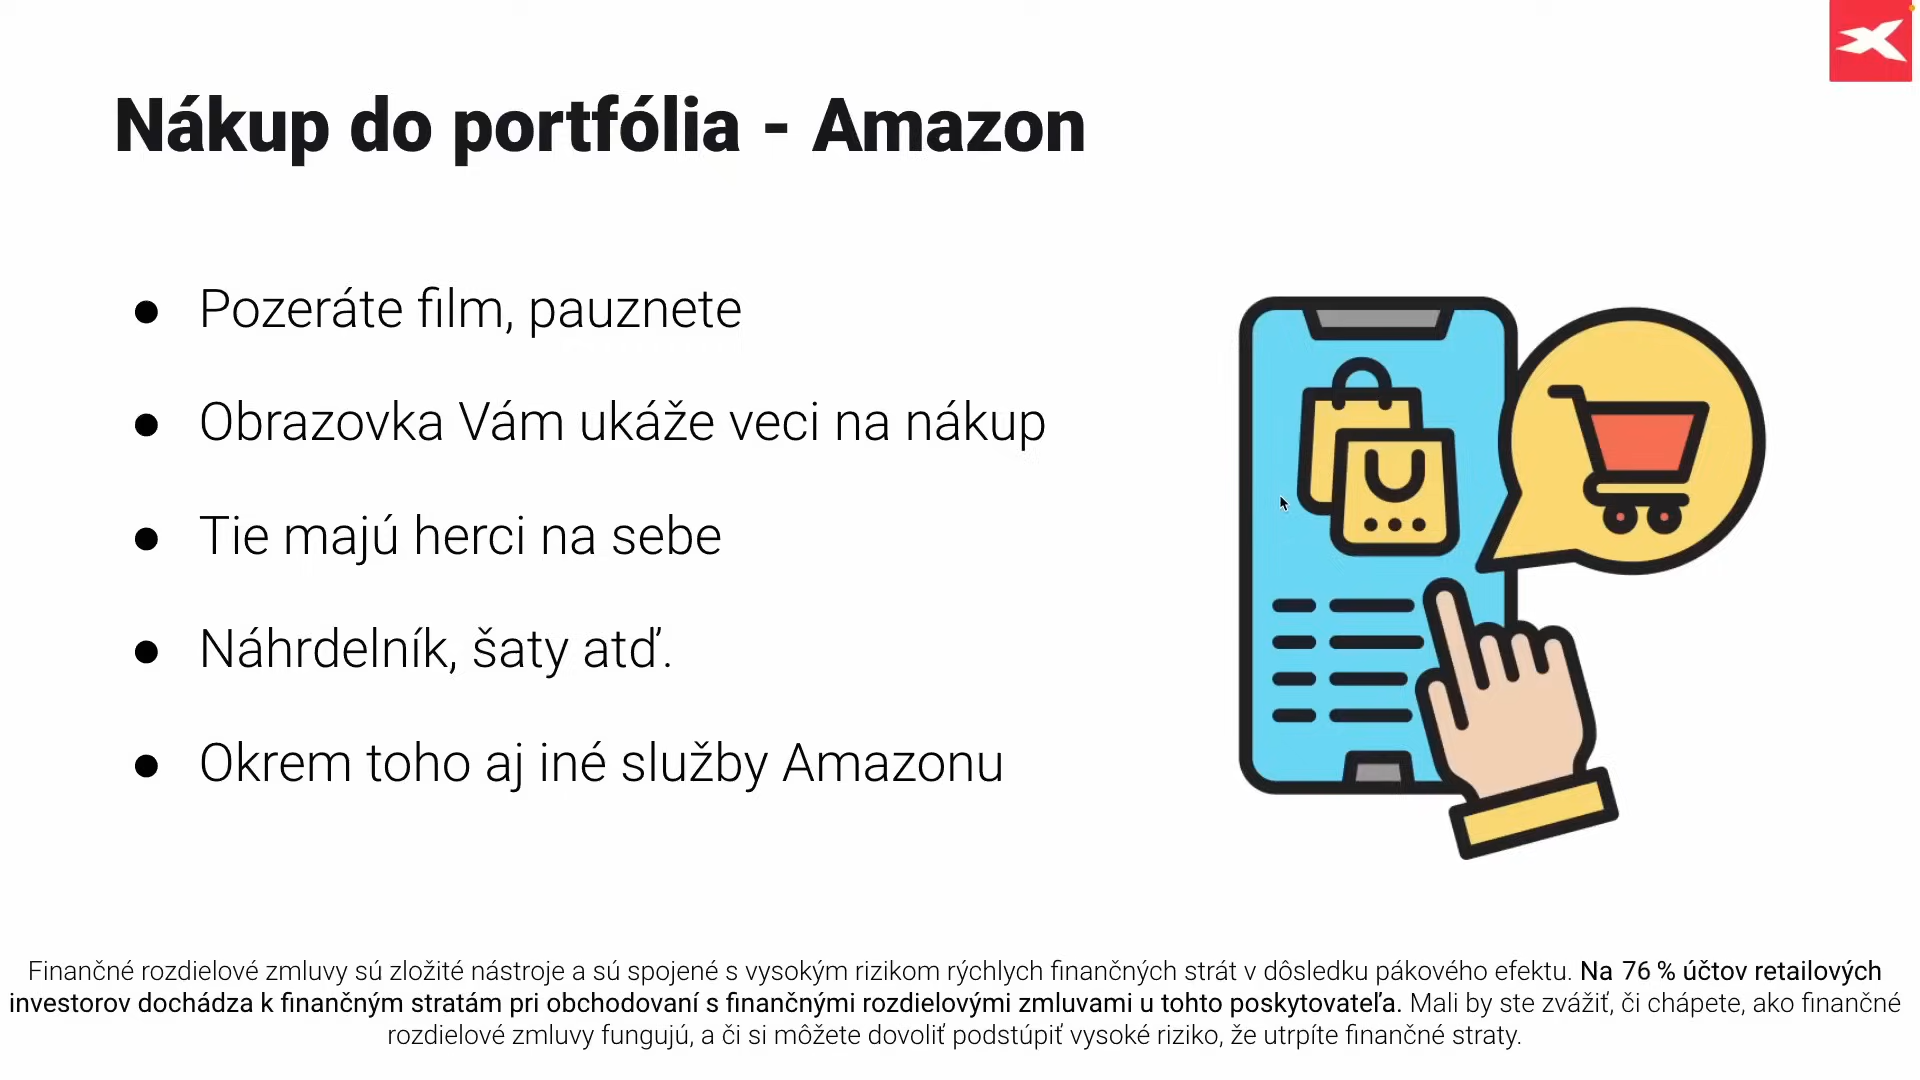 Nákup do portfólia - Amazon
● Pozeráte film, pauznete
● Obrazovka Vám ukáže veci na nákup
● Tie majú herci na sebe
● Náhrdelník, šaty atď.
● Okrem toho aj iné služby Amazonu
Finančné rozdielové zmluvy sú zložité nástroje a sú spojené s vysokým rizikom rýchlych finančných strát v dôsledku pákového efektu. Na 76 % účtov retailových
investorov dochádza k finančným stratám pri obchodovaní s finančnými rozdielovými zmluvami u tohto poskytovateľa. Mali by ste zvážiť, či chápete, ako finančné
rozdielové zmluvy fungujú, a či si môžete dovoliť podstúpiť vysoké riziko, že utrpíte finančné straty.